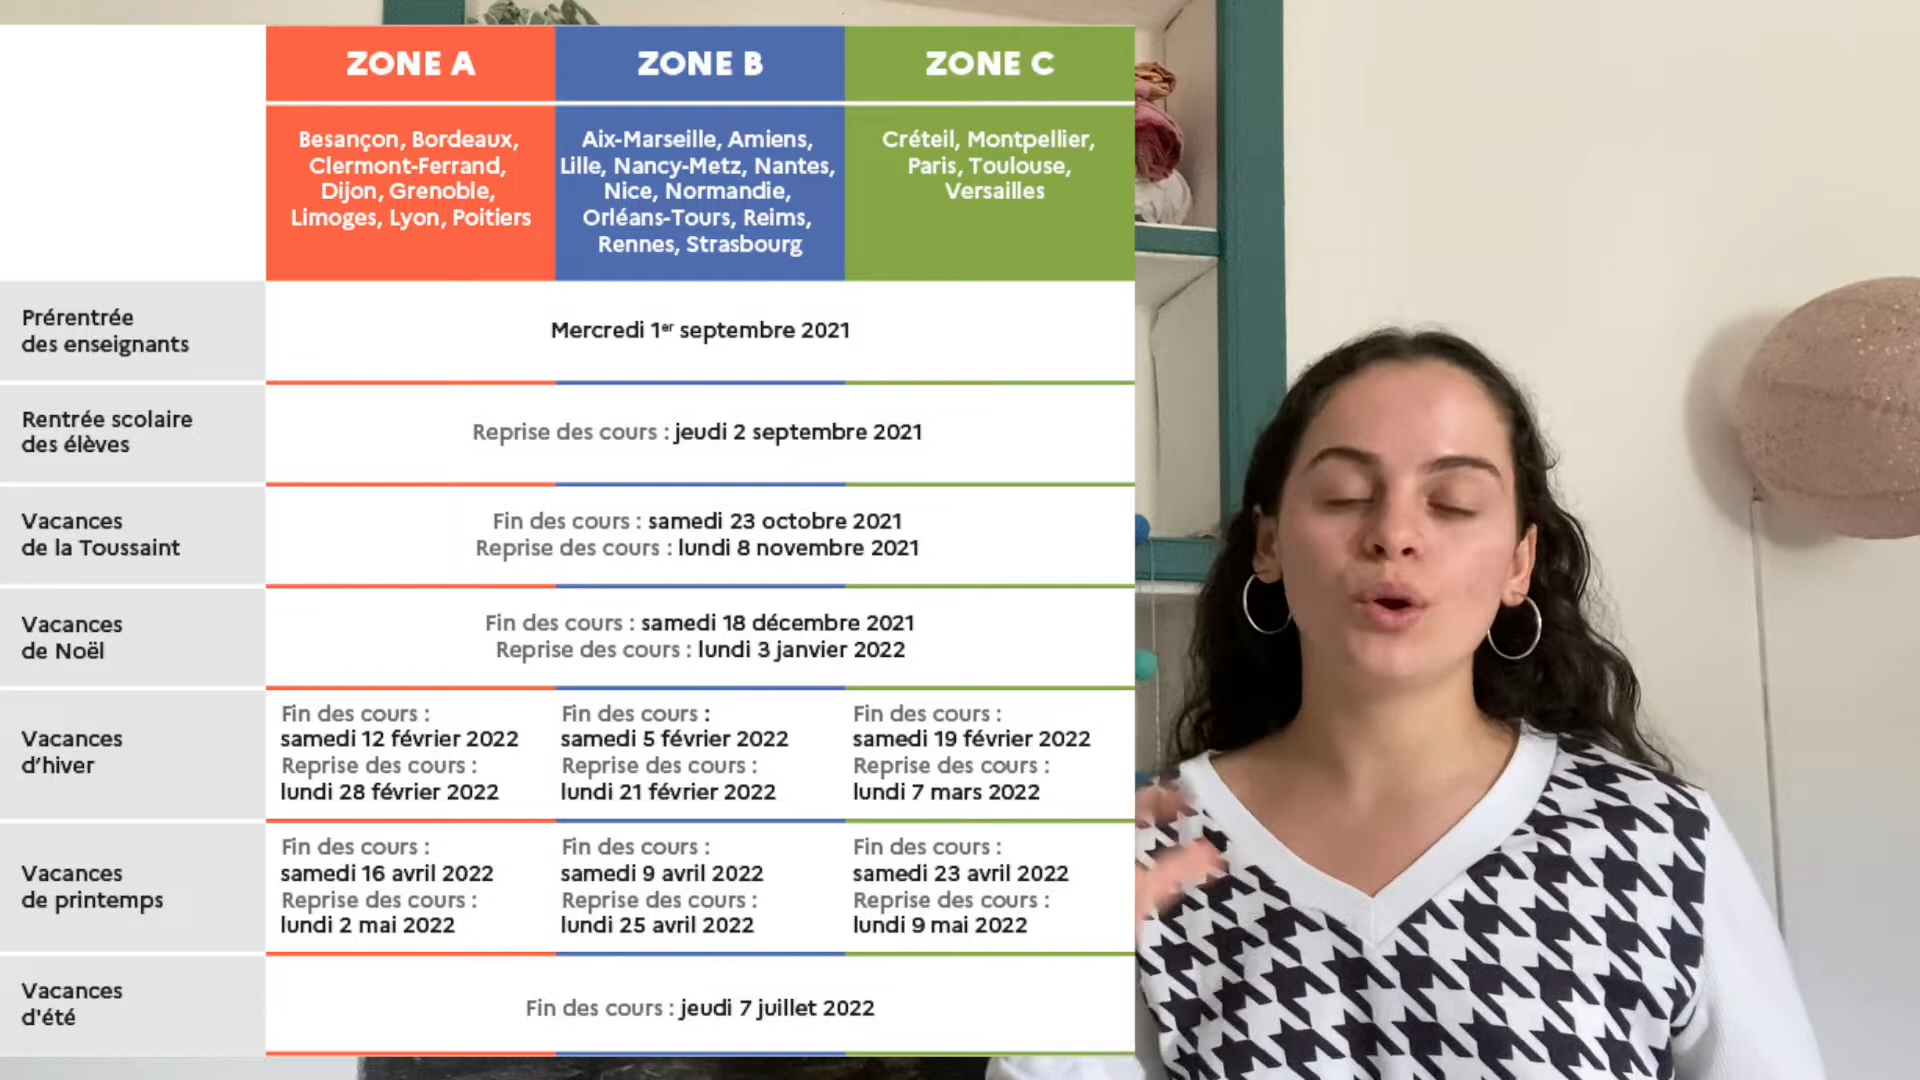 ZONE A
ZONE B
ZONE C
Besançon, Bordeaux,
Clermont-Ferrand,
Dijon, Grenoble,
Limoges, Lyon, Poitiers
Aix-Marseille, Amiens,
Lille, Nancy-Metz, Nantes,
Nice, Normandie,
Orléans-Tours, Reims,
Rennes, Strasbourg
Créteil, Montpellier,
Paris, Toulouse,
Versailles
Prérentrée
des enseignants
Mercredi 1er septembre 2021
Rentrée scolaire
des élèves
Reprise des cours : jeudi 2 septembre 2021
Vacances
de la Toussaint
Fin des cours : samedi 23 octobre 2021
Reprise des cours : lundi 8 novembre 2021
Vacances
de Noël
Fin des cours : samedi 18 décembre 2021
Reprise des cours : lundi 3 janvier 2022
Vacances
d’hiver
Fin des cours :
samedi 12 février 2022
Reprise des cours :
lundi 28 février 2022
Fin des cours :
samedi 5 février 2022
Reprise des cours :
lundi 21 février 2022
Fin des cours :
samedi 19 février 2022
Reprise des cours :
lundi 7 mars 2022
Vacances
de printemps
Fin des cours :
samedi 16 avril 2022
Reprise des cours :
lundi 2 mai 2022
Fin des cours :
samedi 9 avril 2022
Reprise des cours :
lundi 25 avril 2022
Fin des cours :
samedi 23 avril 2022
Reprise des cours :
lundi 9 mai 2022
Vacances
d'été
Fin des cours : jeudi 7 juillet 2022